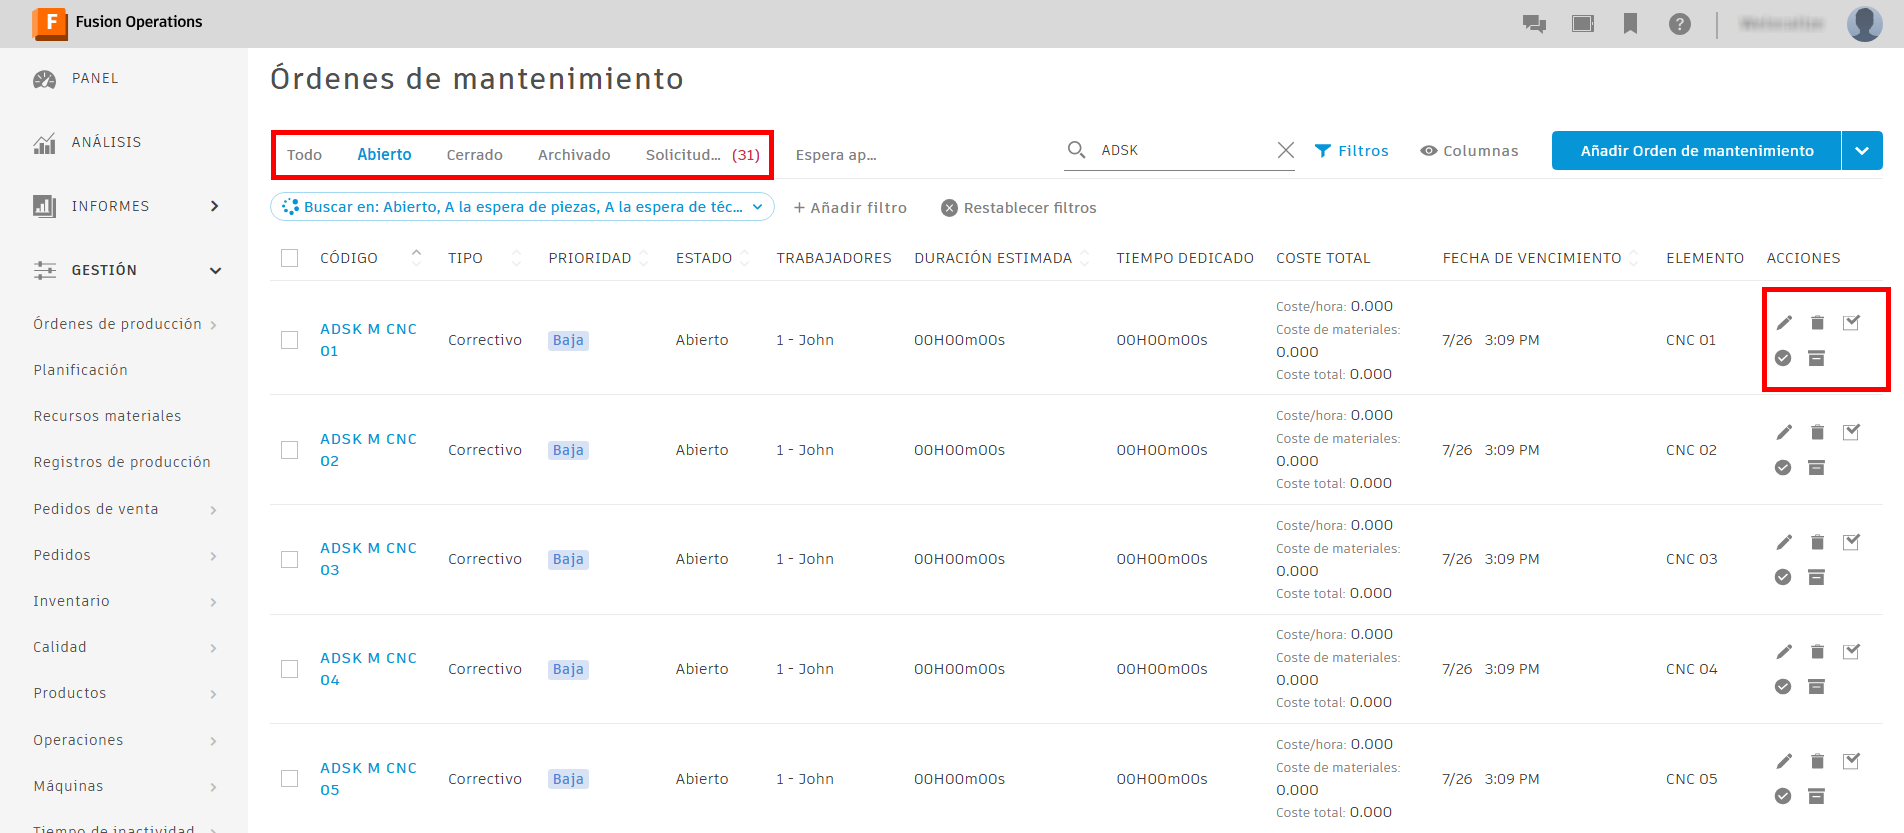 F Fusion Operations
?
PANEL
ANÁLISIS
INFORMES
GESTIÓN
Órdenes de producción
Planificación
Recursos materiales
Registros de producción
Pedidos de venta
Pedidos
Inventario
Calidad
Productos
Operaciones
Máquinas
Tiempo de inactividad
Órdenes de mantenimiento
Todo Abierto Cerrado Archivado Solicitud... (31) Espera ap... ADSK Filtros Columnas Añadir Orden de mantenimiento
Buscar en: Abierto, A la espera de piezas, A la espera de téc... + Añadir filtro Restablecer filtros
CÓDIGO TIPO PRIORIDAD ESTADO TRABAJADORES DURACIÓN ESTIMADA TIEMPO DEDICADO COSTE TOTAL FECHA DE VENCIMIENTO ELEMENTO ACCIONES
Coste/hora: 0.000
ADSK M CNC Coste de materiales:
01 Correctivo Baja Abierto 1 - John 00H00m00s 00H00m00s 0.000 7/26 3:09 PM CNC 01
Coste total: 0.000
Coste/hora: 0.000
ADSK M CNC Coste de materiales:
02 Correctivo Baja Abierto 1 - John 00H00m00s 00H00m00s 0.000 7/26 3:09 PM CNC 02
Coste total: 0.000
Coste/hora: 0.000
ADSK M CNC Coste de materiales:
03 Correctivo Baja Abierto 1 - John 00H00m00s 00H00m00s 0.000 7/26 3:09 PM CNC 03
Coste total: 0.000
Coste/hora: 0.000
ADSK M CNC Coste de materiales:
04 Correctivo Baja Abierto 1 - John 00H00m00s 00H00m00s 0.000 7/26 3:09 PM CNC 04
Coste total: 0.000
Coste/hora: 0.000
ADSK M CNC Coste de materiales:
05 Correctivo Baja Abierto 1 - John 00H00m00s 00H00m00s 0.000 7/26 3:09 PM CNC 05
Coste total: 0.000